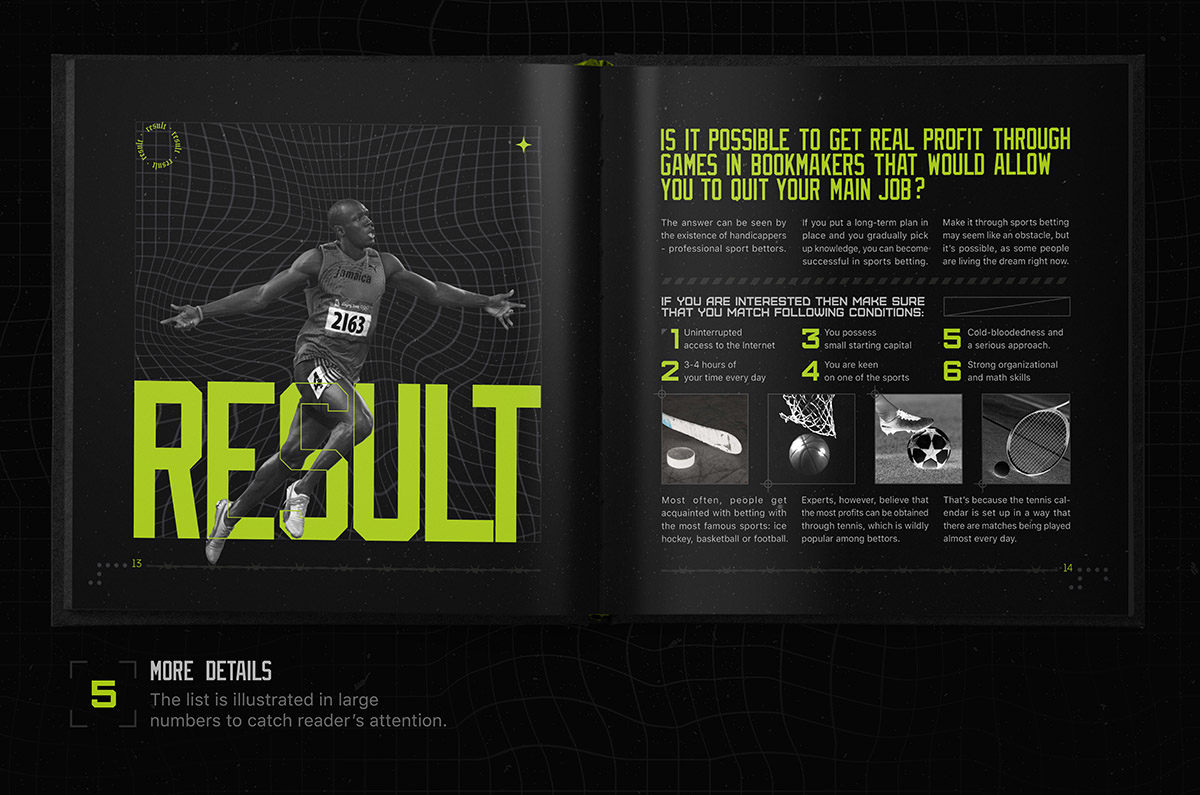 result · result · result · result ·
Jamaica
2163
RESULT
13
IS IT POSSIBLE TO GET REAL PROFIT THROUGH
GAMES IN BOOKMAKERS THAT WOULD ALLOW
YOU TO QUIT YOUR MAIN JOB?
The answer can be seen by
the existence of handicappers
- professional sport bettors.
If you put a long-term plan in
place and you gradually pick
up knowledge, you can become
successful in sports betting.
Make it through sports betting
may seem like an obstacle, but
it's possible, as some people
are living the dream right now.
IF YOU ARE INTERESTED THEN MAKE SURE
THAT YOU MATCH FOLLOWING CONDITIONS:
1 Uninterrupted
access to the Internet
2 3-4 hours of
your time every day
3 You possess
small starting capital
4 You are keen
on one of the sports
5 Cold-bloodedness and
a serious approach.
6 Strong organizational
and math skills
Most often, people get
acquainted with betting with
the most famous sports: ice
hockey, basketball or football.
Experts, however, believe that
the most profits can be obtained
through tennis, which is wildly
popular among bettors.
That's because the tennis cal-
endar is set up in a way that
there are matches being played
almost every day.
14
5
MORE DETAILS
The list is illustrated in large
numbers to catch reader's attention.